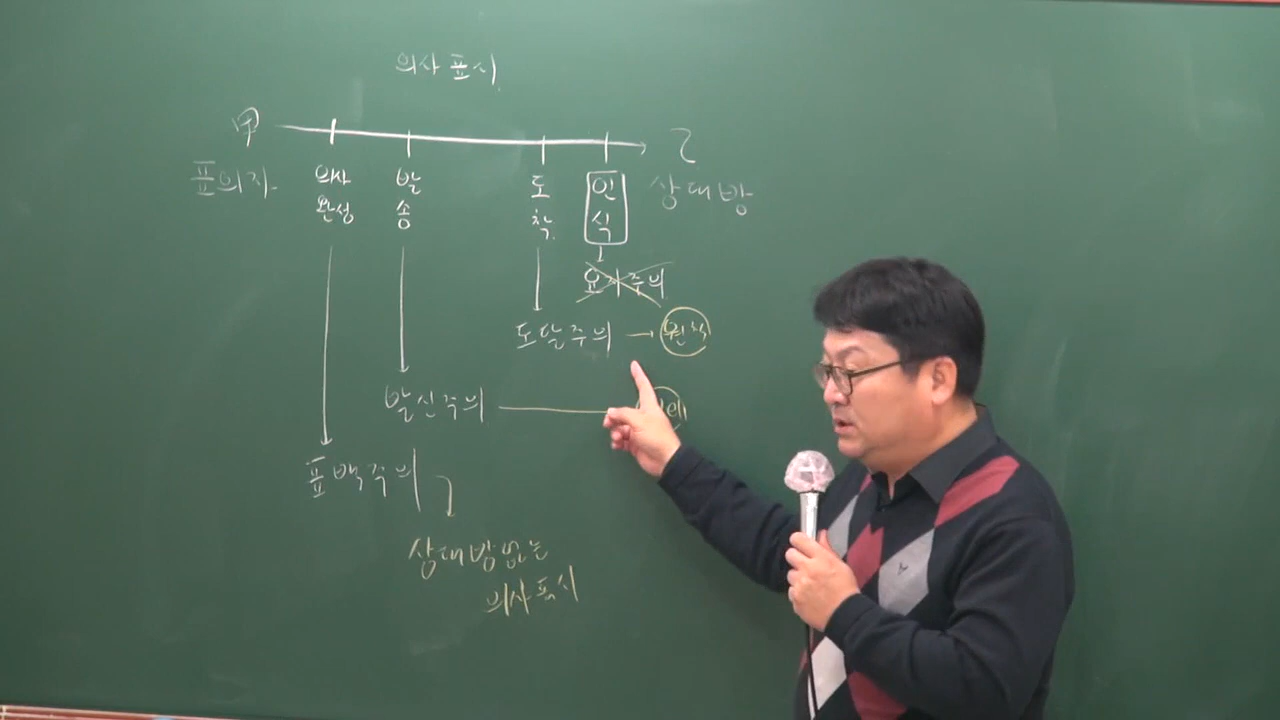 의사표시.
甲 乙
표의자. 의사완성 발송 도착. 인식 상대방
요지주의
도달주의 → 원칙
발신주의
표백주의
상대방 없는
의사표시